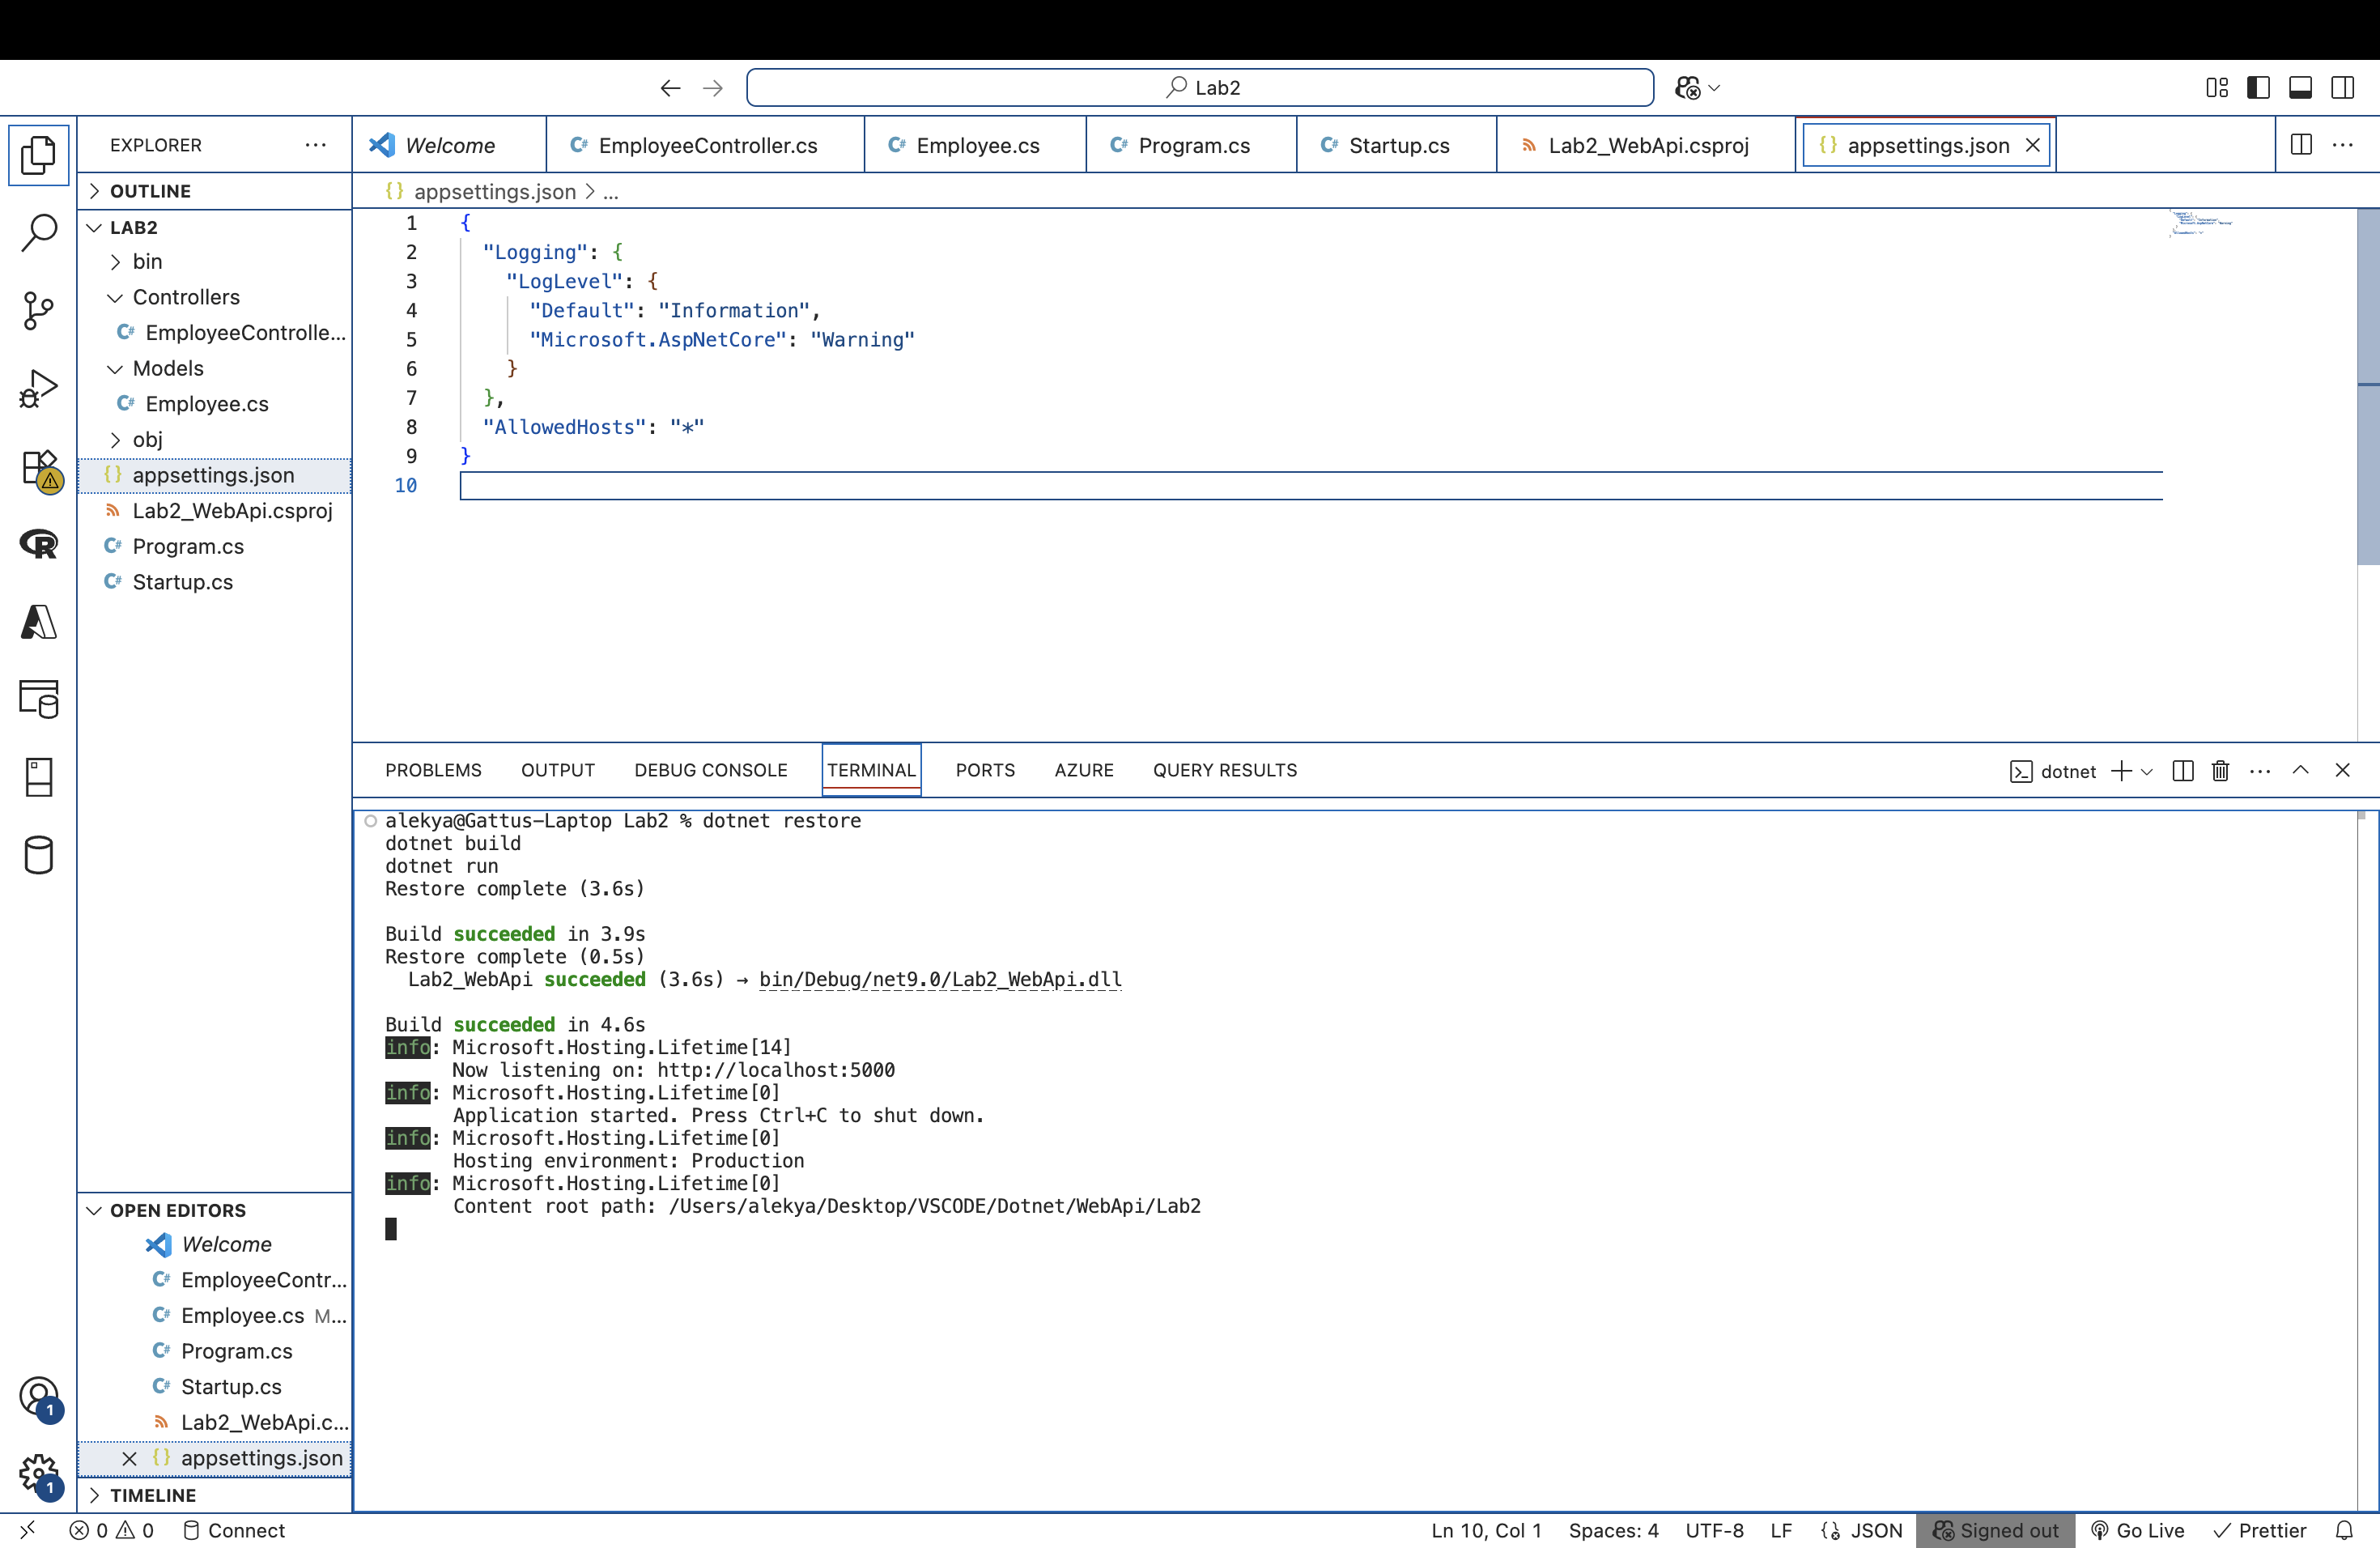 Lab2
EXPLORER
Welcome
EmployeeController.cs
Employee.cs
Program.cs
Startup.cs
Lab2_WebApi.csproj
{} appsettings.json
OUTLINE
LAB2
bin
Controllers
C# EmployeeControlle...
Models
C# Employee.cs
obj
{} appsettings.json
Lab2_WebApi.csproj
C# Program.cs
C# Startup.cs
{} appsettings.json > ...
1 {
2 "Logging": {
3 "LogLevel": {
4 "Default": "Information",
5 "Microsoft.AspNetCore": "Warning"
6 }
7 },
8 "AllowedHosts": "*"
9 }
10
PROBLEMS OUTPUT DEBUG CONSOLE TERMINAL PORTS AZURE QUERY RESULTS
dotnet
alekya@Gattus-Laptop Lab2 % dotnet restore
dotnet build
dotnet run
Restore complete (3.6s)
Build succeeded in 3.9s
Restore complete (0.5s)
Lab2_WebApi succeeded (3.6s) → bin/Debug/net9.0/Lab2_WebApi.dll
Build succeeded in 4.6s
info: Microsoft.Hosting.Lifetime[14]
Now listening on: http://localhost:5000
info: Microsoft.Hosting.Lifetime[0]
Application started. Press Ctrl+C to shut down.
info: Microsoft.Hosting.Lifetime[0]
Hosting environment: Production
info: Microsoft.Hosting.Lifetime[0]
Content root path: /Users/alekya/Desktop/VSCODE/Dotnet/WebApi/Lab2
OPEN EDITORS
Welcome
C# EmployeeContr...
C# Employee.cs M...
C# Program.cs
C# Startup.cs
Lab2_WebApi.c...
{} appsettings.json
TIMELINE
1
1
0 0 Connect
Ln 10, Col 1 Spaces: 4 UTF-8 LF JSON Signed out Go Live Prettier